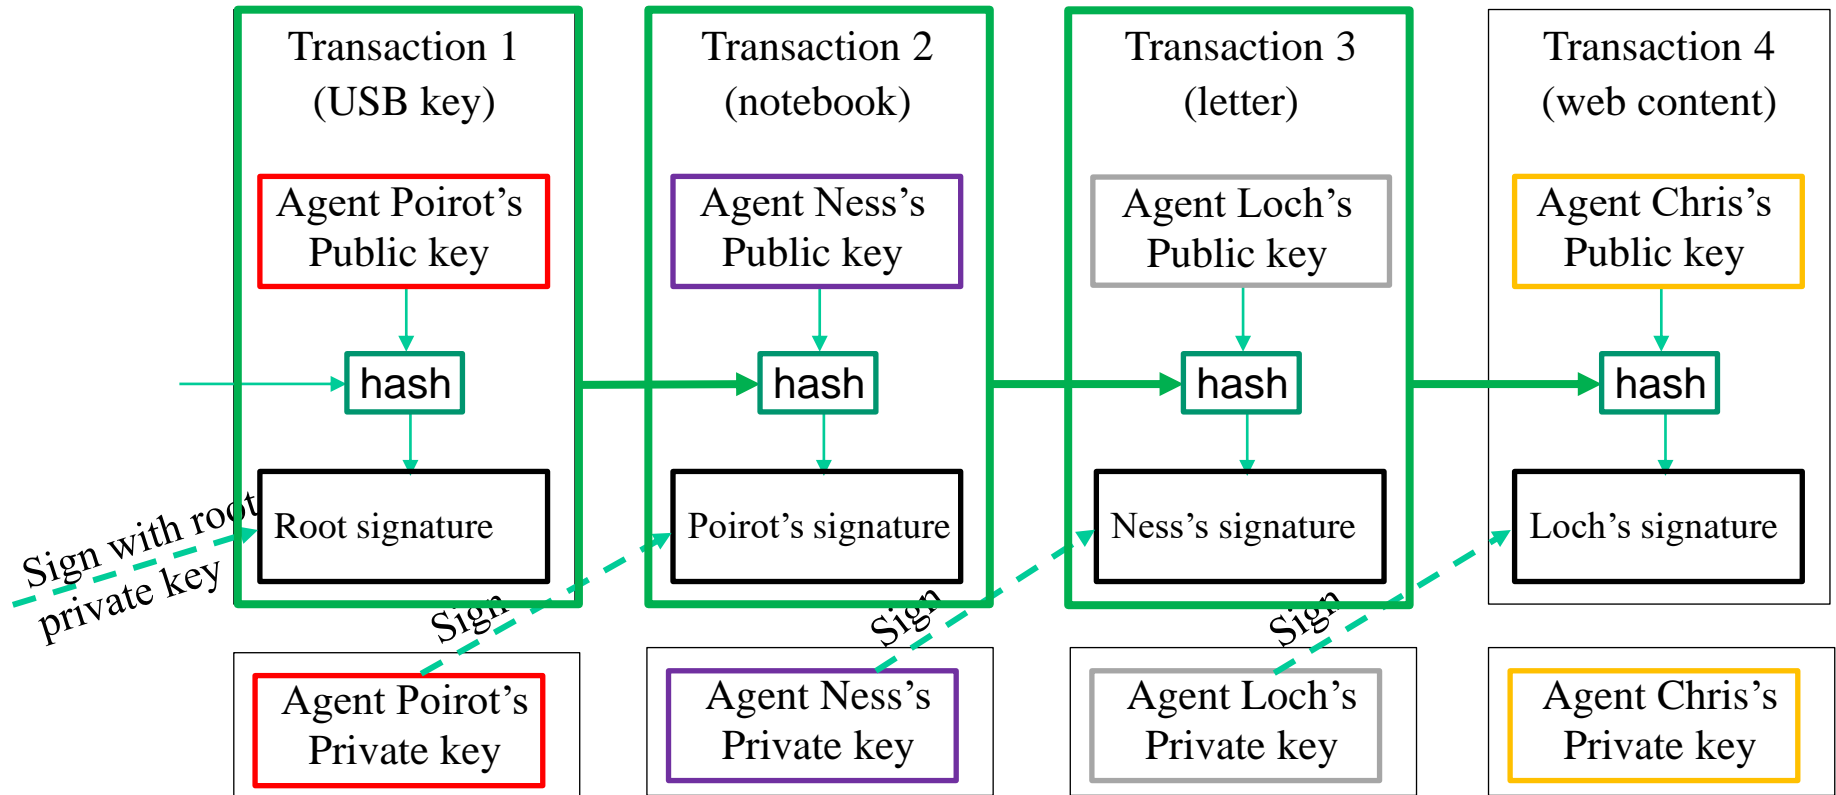 Transaction 1
(USB key)
Agent Poirot’s
Public key
hash
Root signature
Sign with root
private key
Agent Poirot’s
Private key
Transaction 2
(notebook)
Agent Ness’s
Public key
hash
Poirot’s signature
Sign
Agent Ness’s
Private key
Transaction 3
(letter)
Agent Loch’s
Public key
hash
Ness’s signature
Sign
Agent Loch’s
Private key
Transaction 4
(web content)
Agent Chris’s
Public key
hash
Loch’s signature
Sign
Agent Chris’s
Private key